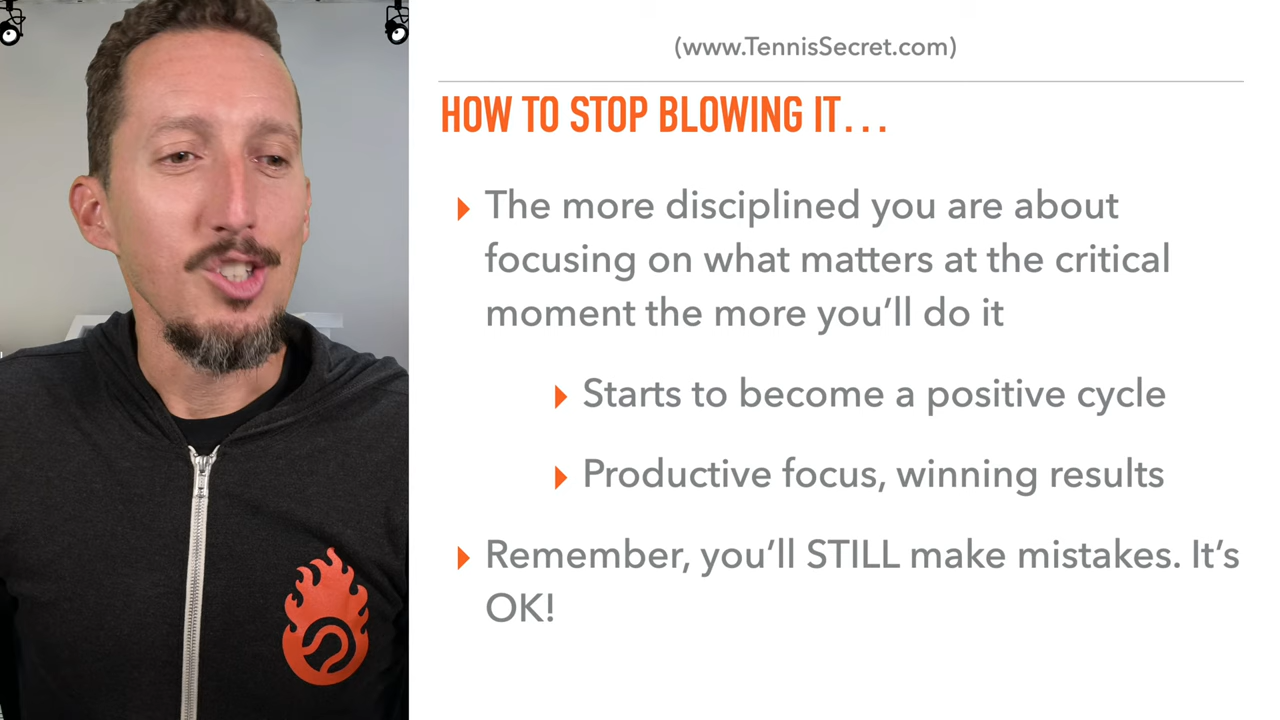 (www.TennisSecret.com)
HOW TO STOP BLOWING IT...
The more disciplined you are about
focusing on what matters at the critical
moment the more you’ll do it
Starts to become a positive cycle
Productive focus, winning results
Remember, you’ll STILL make mistakes. It’s
OK!